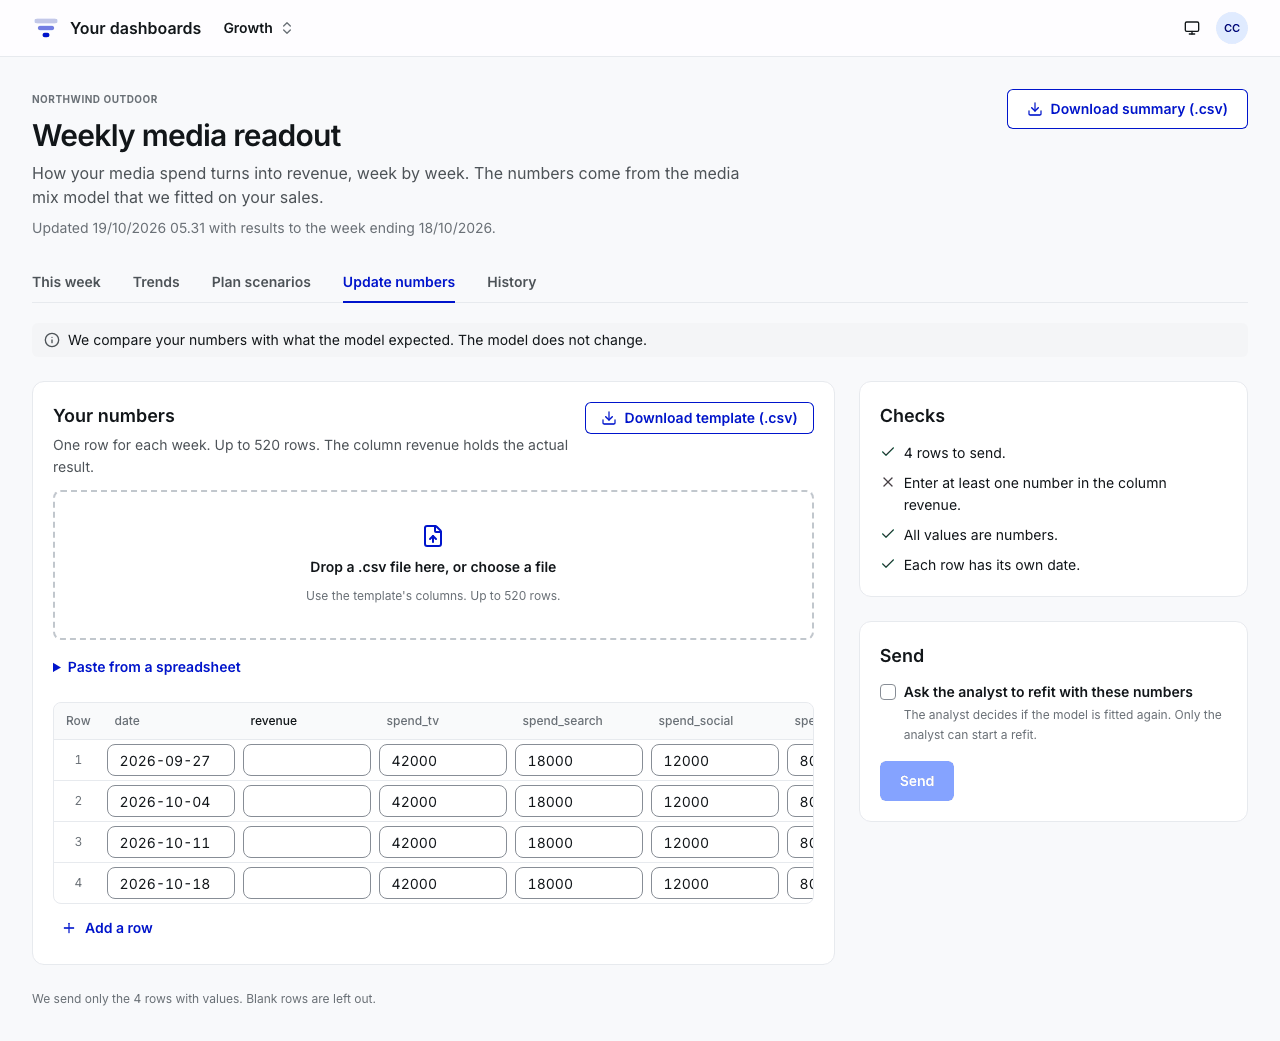 Your dashboards
Growth
CC
NORTHWIND OUTDOOR
Download summary (.csv)
Weekly media readout
How your media spend turns into revenue, week by week. The numbers come from the media
mix model that we fitted on your sales.
Updated 19/10/2026 05.31 with results to the week ending 18/10/2026.
This week Trends Plan scenarios Update numbers History
We compare your numbers with what the model expected. The model does not change.
Your numbers
Download template (.csv)
One row for each week. Up to 520 rows. The column revenue holds the actual
result.
Drop a .csv file here, or choose a file
Use the template's columns. Up to 520 rows.
Paste from a spreadsheet
Row date revenue spend_tv spend_search spend_social spe
1 2026-09-27 42000 18000 12000 80
2 2026-10-04 42000 18000 12000 80
3 2026-10-11 42000 18000 12000 80
4 2026-10-18 42000 18000 12000 80
Add a row
Checks
4 rows to send.
Enter at least one number in the column
revenue.
All values are numbers.
Each row has its own date.
Send
Ask the analyst to refit with these numbers
The analyst decides if the model is fitted again. Only the
analyst can start a refit.
Send
We send only the 4 rows with values. Blank rows are left out.